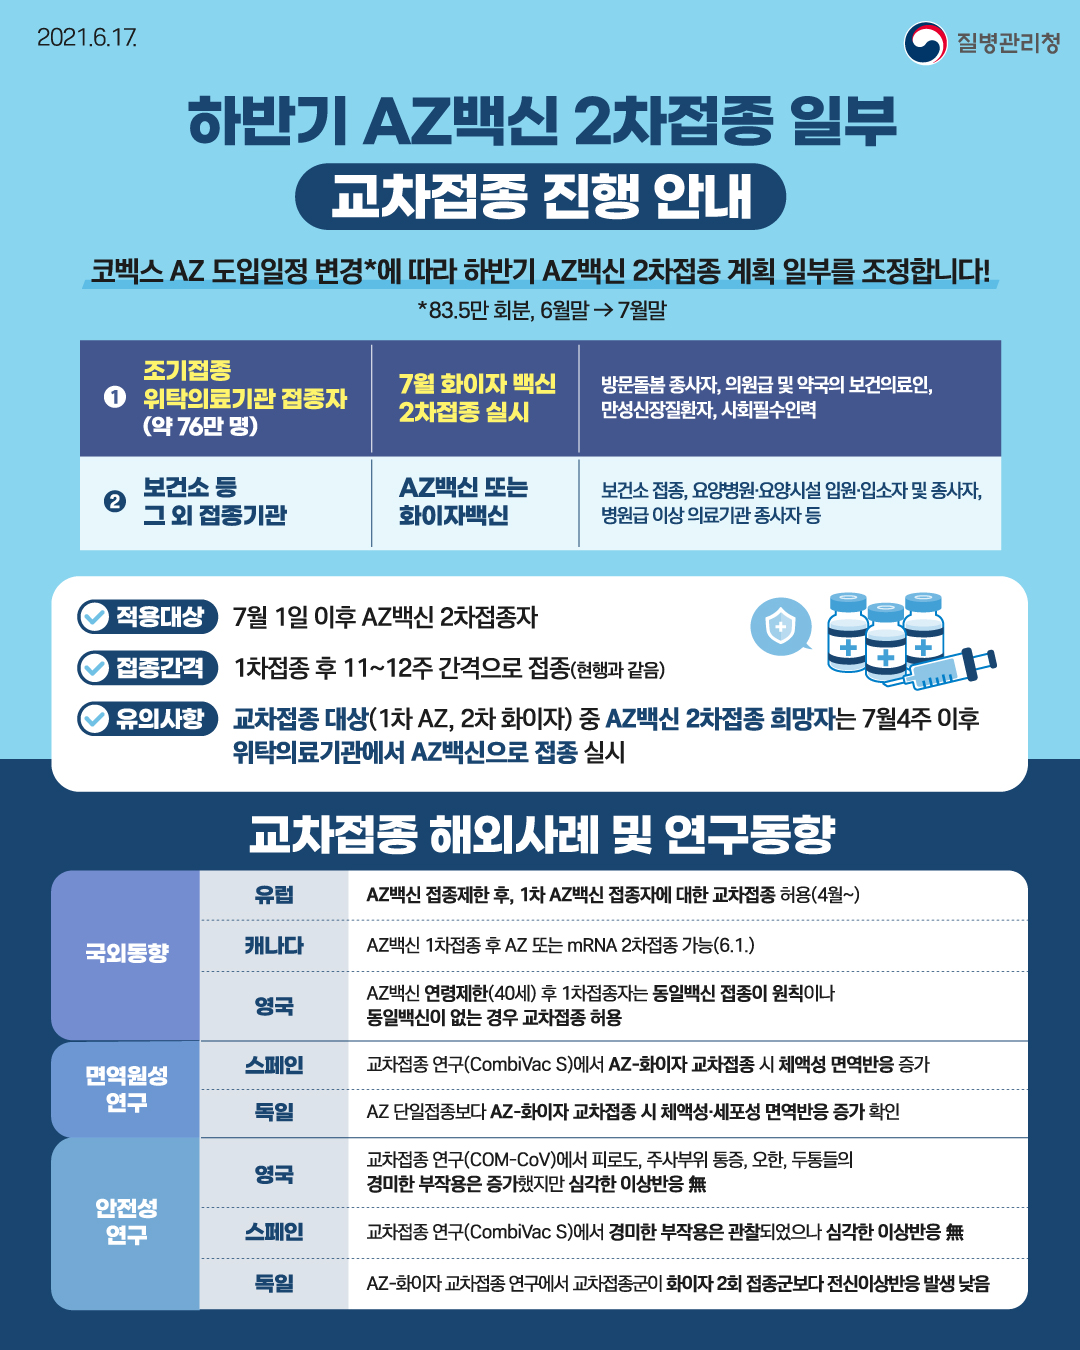 2021.6.17.
질병관리청
하반기 AZ백신 2차접종 일부
교차접종 진행 안내
코벡스 AZ 도입일정 변경*에 따라 하반기 AZ백신 2차접종 계획 일부를 조정합니다!
*83.5만 회분, 6월말 → 7월말
1
조기접종
위탁의료기관 접종자
(약 76만 명)
7월 화이자 백신
2차접종 실시
방문돌봄 종사자, 의원급 및 약국의 보건의료인,
만성신장질환자, 사회필수인력
2
보건소 등
그 외 접종기관
AZ백신 또는
화이자백신
보건소 접종, 요양병원·요양시설 입원·입소자 및 종사자,
병원급 이상 의료기관 종사자 등
적용대상 7월 1일 이후 AZ백신 2차접종자
접종간격 1차접종 후 11~12주 간격으로 접종(현행과 같음)
유의사항 교차접종 대상(1차 AZ, 2차 화이자) 중 AZ백신 2차접종 희망자는 7월4주 이후
위탁의료기관에서 AZ백신으로 접종 실시
교차접종 해외사례 및 연구동향
국외동향
유럽 AZ백신 접종제한 후, 1차 AZ백신 접종자에 대한 교차접종 허용(4월~)
캐나다 AZ백신 1차접종 후 AZ 또는 mRNA 2차접종 가능(6.1.)
영국 AZ백신 연령제한(40세) 후 1차접종자는 동일백신 접종이 원칙이나
동일백신이 없는 경우 교차접종 허용
면역원성
연구
스페인 교차접종 연구(CombiVac S)에서 AZ-화이자 교차접종 시 체액성 면역반응 증가
독일 AZ 단일접종보다 AZ-화이자 교차접종 시 체액성·세포성 면역반응 증가 확인
안전성
연구
영국 교차접종 연구(COM-CoV)에서 피로도, 주사부위 통증, 오한, 두통들의
경미한 부작용은 증가했지만 심각한 이상반응 無
스페인 교차접종 연구(CombiVac S)에서 경미한 부작용은 관찰되었으나 심각한 이상반응 無
독일 AZ-화이자 교차접종 연구에서 교차접종군이 화이자 2회 접종군보다 전신이상반응 발생 낮음